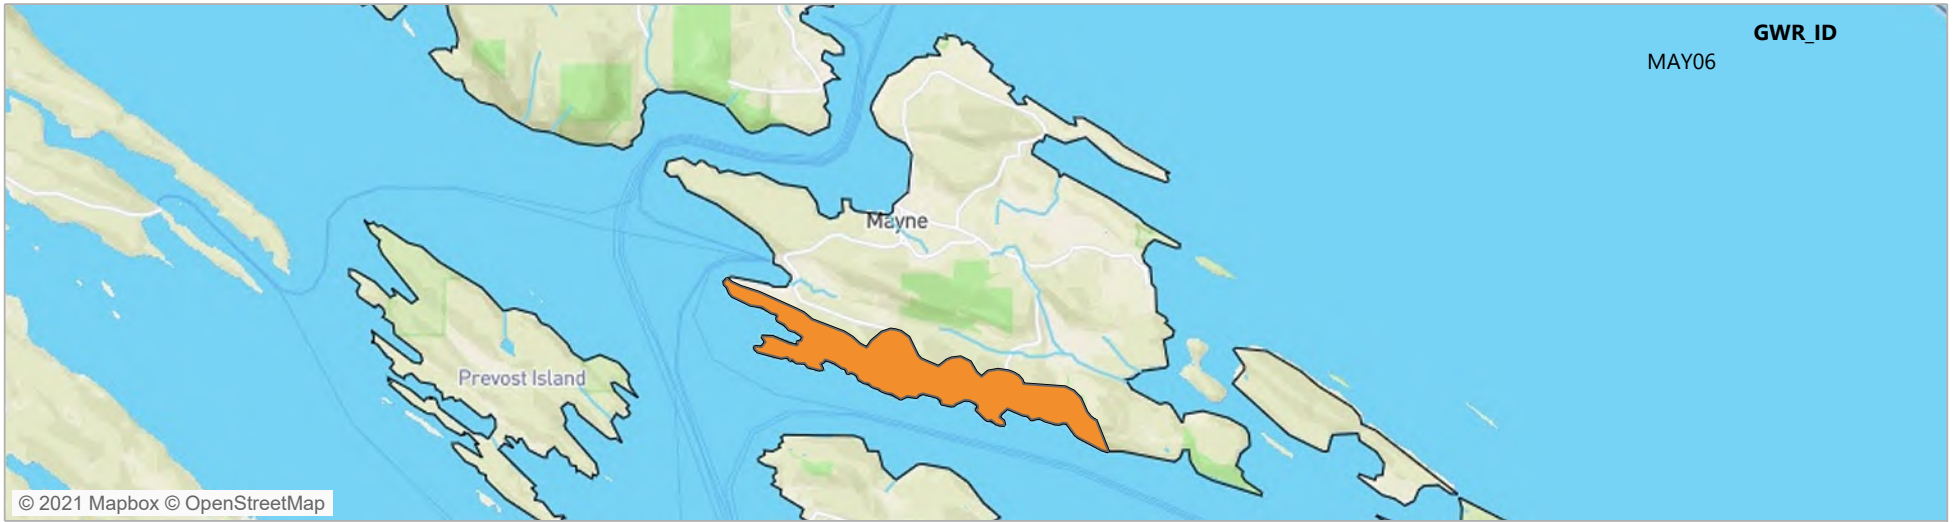 GWR_ID
MAY06
Mayne
Prevost Island
© 2021 Mapbox © OpenStreetMap